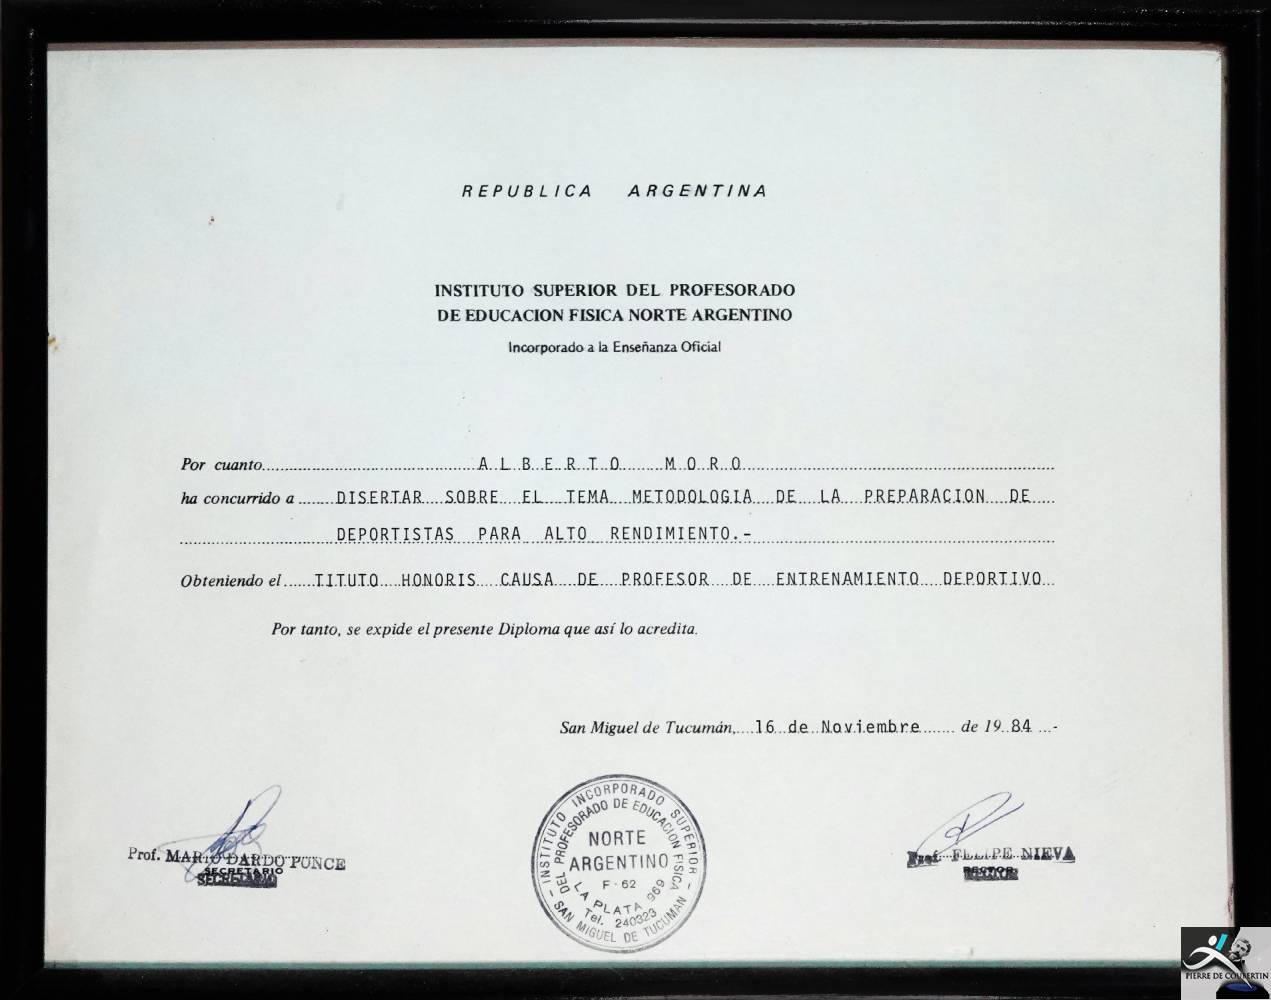 REPUBLICA ARGENTINA
INSTITUTO SUPERIOR DEL PROFESORADO
DE EDUCACION FISICA NORTE ARGENTINO
Incorporado a la Enseñanza Oficial
Por cuanto ALBERTO MORO
ha concurrido a DISERTAR SOBRE EL TEMA METODOLOGIA DE LA PREPARACION DE
DEPORTISTAS PARA ALTO RENDIMIENTO.-
Obteniendo el TITUTO HONORIS CAUSA DE PROFESOR DE ENTRENAMIENTO DEPORTIVO
Por tanto, se expide el presente Diploma que así lo acredita.
San Miguel de Tucumán, 16 de Noviembre de 1984 .-
Prof. MARIO DARDO PONCE
SECRETARIO
INSTITUTO INCORPORADO SUPERIOR
DEL PROFESORADO DE EDUCACION FISICA
NORTE
ARGENTINO
F-62
LA PLATA 969
Tel. 240323
- SAN MIGUEL DE TUCUMAN -
Prof. FELIPE NIEVA
RECTOR
PIERRE DE COUBERTIN